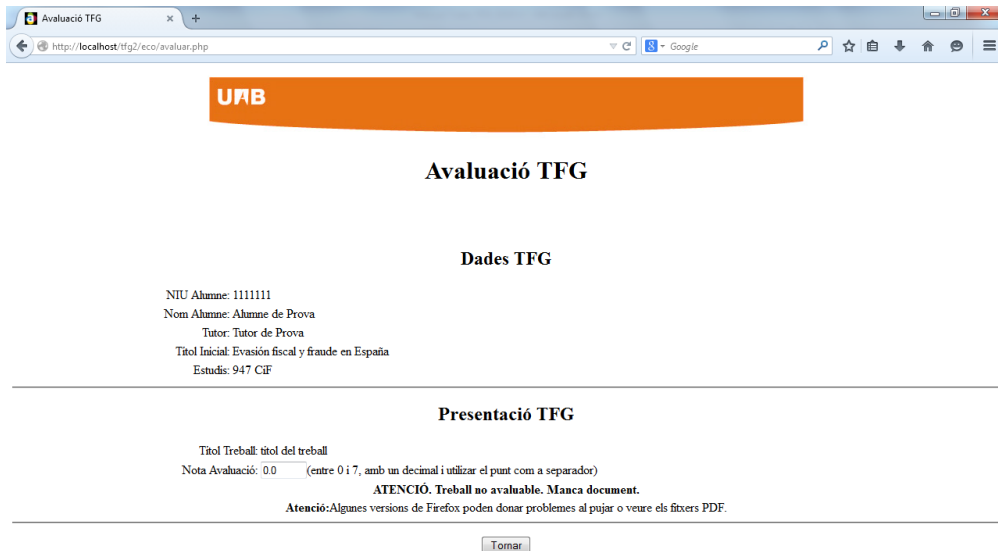 Avaluació TFG
http://localhost/tfg2/eco/avaluar.php
Google
UAB
Avaluació TFG
Dades TFG
NIU Alumne: 1111111
Nom Alumne: Alumne de Prova
Tutor: Tutor de Prova
Títol Inicial: Evasión fiscal y fraude en España
Estudis: 947 CiF
Presentació TFG
Títol Treball: titol del treball
Nota Avaluació: 0.0 (entre 0 i 7, amb un decimal i utilizar el punt com a separador)
ATENCIÓ. Treball no avaluable. Manca document.
Atenció:Algunes versions de Firefox poden donar problemes al pujar o veure els fitxers PDF.
Tornar